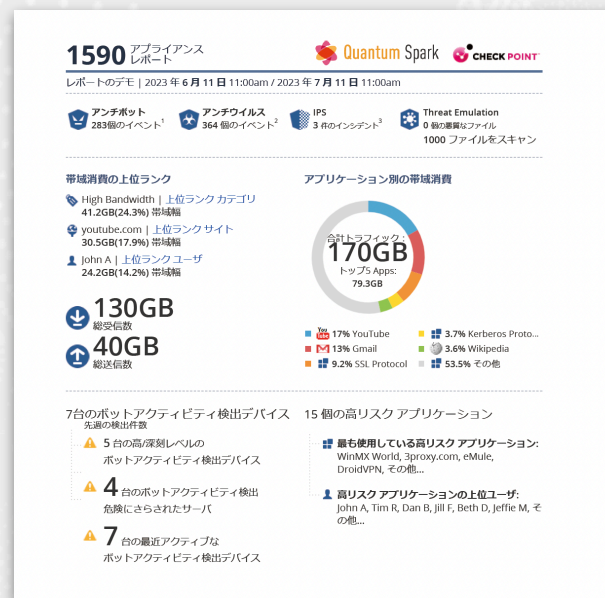 1590 アプライアンス
レポート
Quantum Spark
CHECK POINT
レポートのデモ | 2023 年 6 月 11 日 11:00am / 2023 年 7 月 11 日 11:00am
アンチボット
283個のイベント1
アンチウイルス
364 個のイベント2
IPS
3 件のインシデント3
Threat Emulation
0 個の悪質なファイル
1000 ファイルをスキャン
帯域消費の上位ランク
High Bandwidth | 上位ランク カテゴリ
41.2GB(24.3%) 帯域幅
youtube.com | 上位ランク サイト
30.5GB(17.9%) 帯域幅
John A | 上位ランク ユーザ
24.2GB(14.2%) 帯域幅
130GB
総受信数
40GB
総送信数
アプリケーション別の帯域消費
合計トラフィック :
170GB
トップ5 Apps:
79.3GB
You Tube 17% YouTube
13% Gmail
9.2% SSL Protocol
3.7% Kerberos Proto...
3.6% Wikipedia
53.5% その他
7台のボットアクティビティ検出デバイス
先週の検出件数
5 台の高/深刻レベルの
ボットアクティビティ検出デバイス
4 台のボットアクティビティ検出
危険にさらされたサーバ
7 台の最近アクティブな
ボットアクティビティ検出デバイス
15 個の高リスク アプリケーション
最も使用している高リスク アプリケーション:
WinMX World, 3proxy.com, eMule,
DroidVPN, その他...
高リスク アプリケーションの上位ユーザ:
John A, Tim R, Dan B, Jill F, Beth D, Jeffie M, そ
の他...